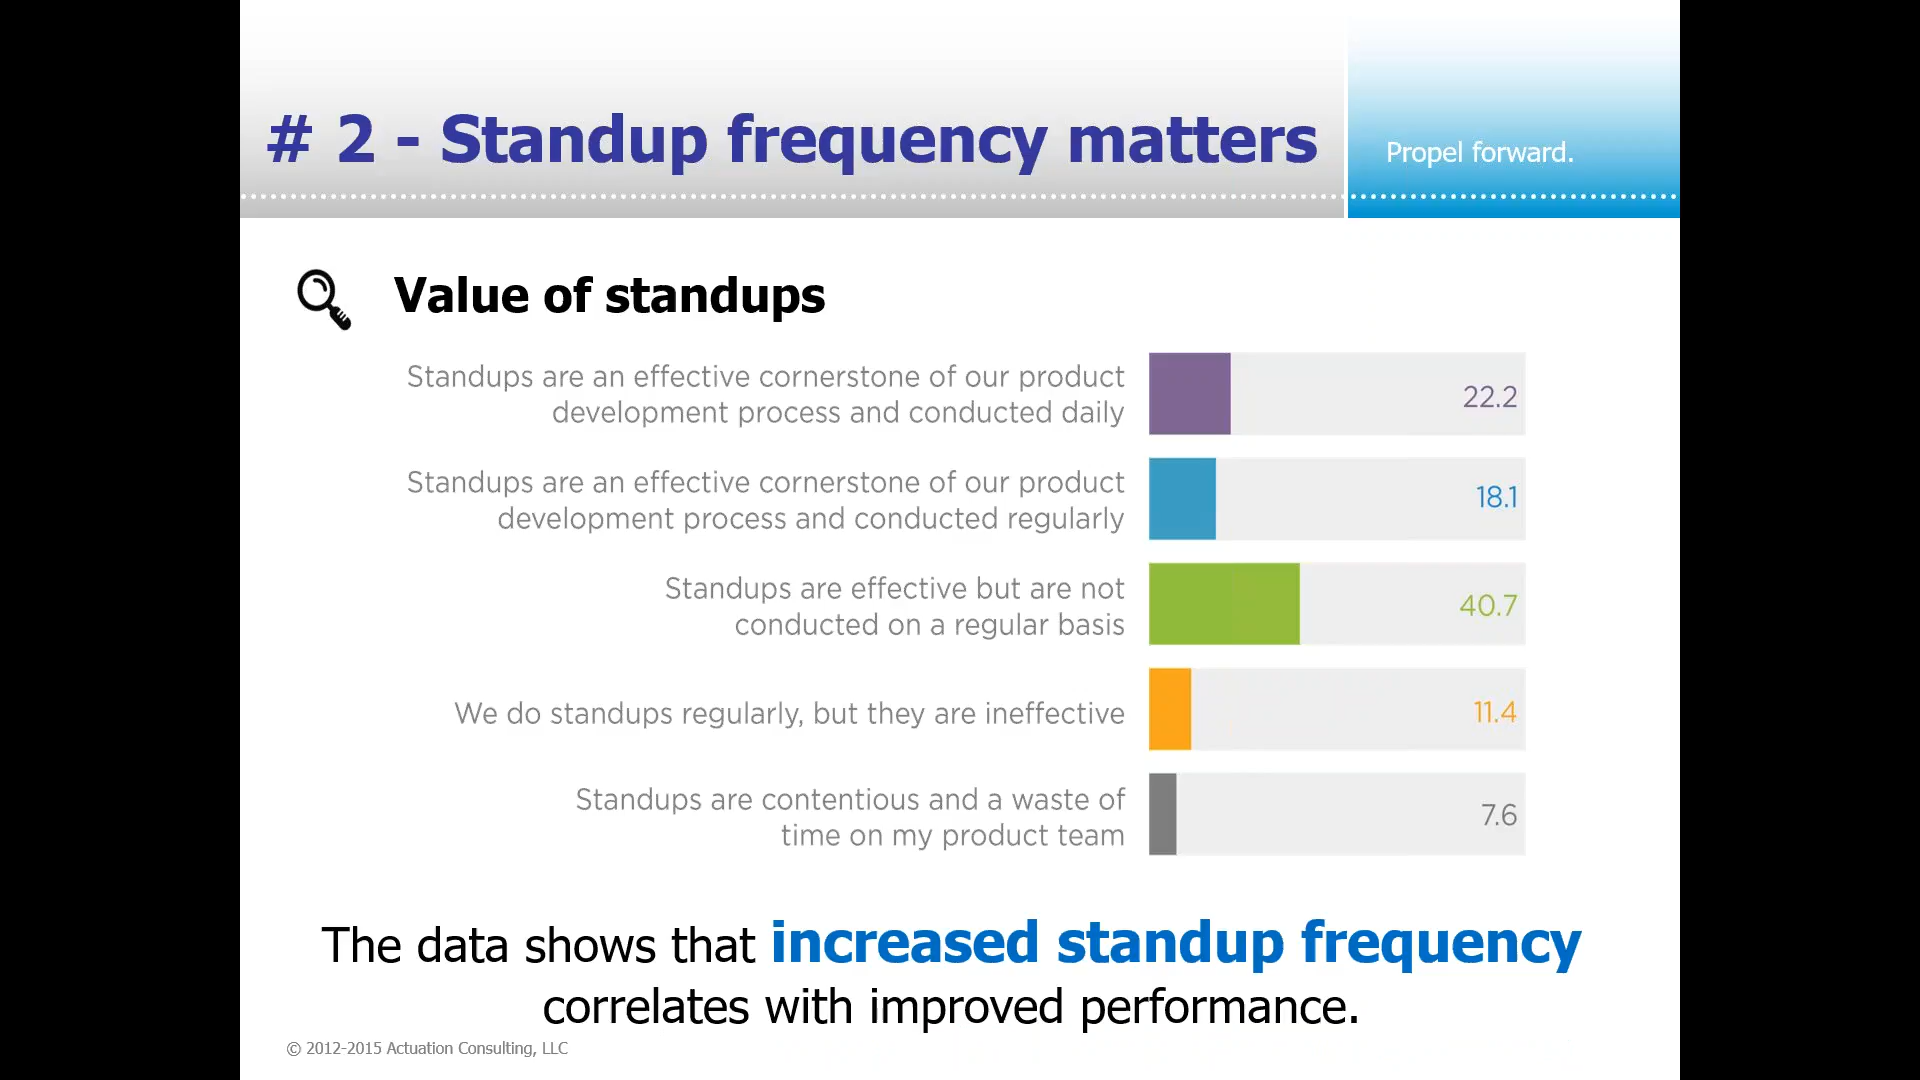 # 2 - Standup frequency matters
Propel forward.
Value of standups
Standups are an effective cornerstone of our product
development process and conducted daily
22.2
Standups are an effective cornerstone of our product
development process and conducted regularly
18.1
Standups are effective but are not
conducted on a regular basis
40.7
We do standups regularly, but they are ineffective
11.4
Standups are contentious and a waste of
time on my product team
7.6
The data shows that increased standup frequency
correlates with improved performance.
© 2012-2015 Actuation Consulting, LLC